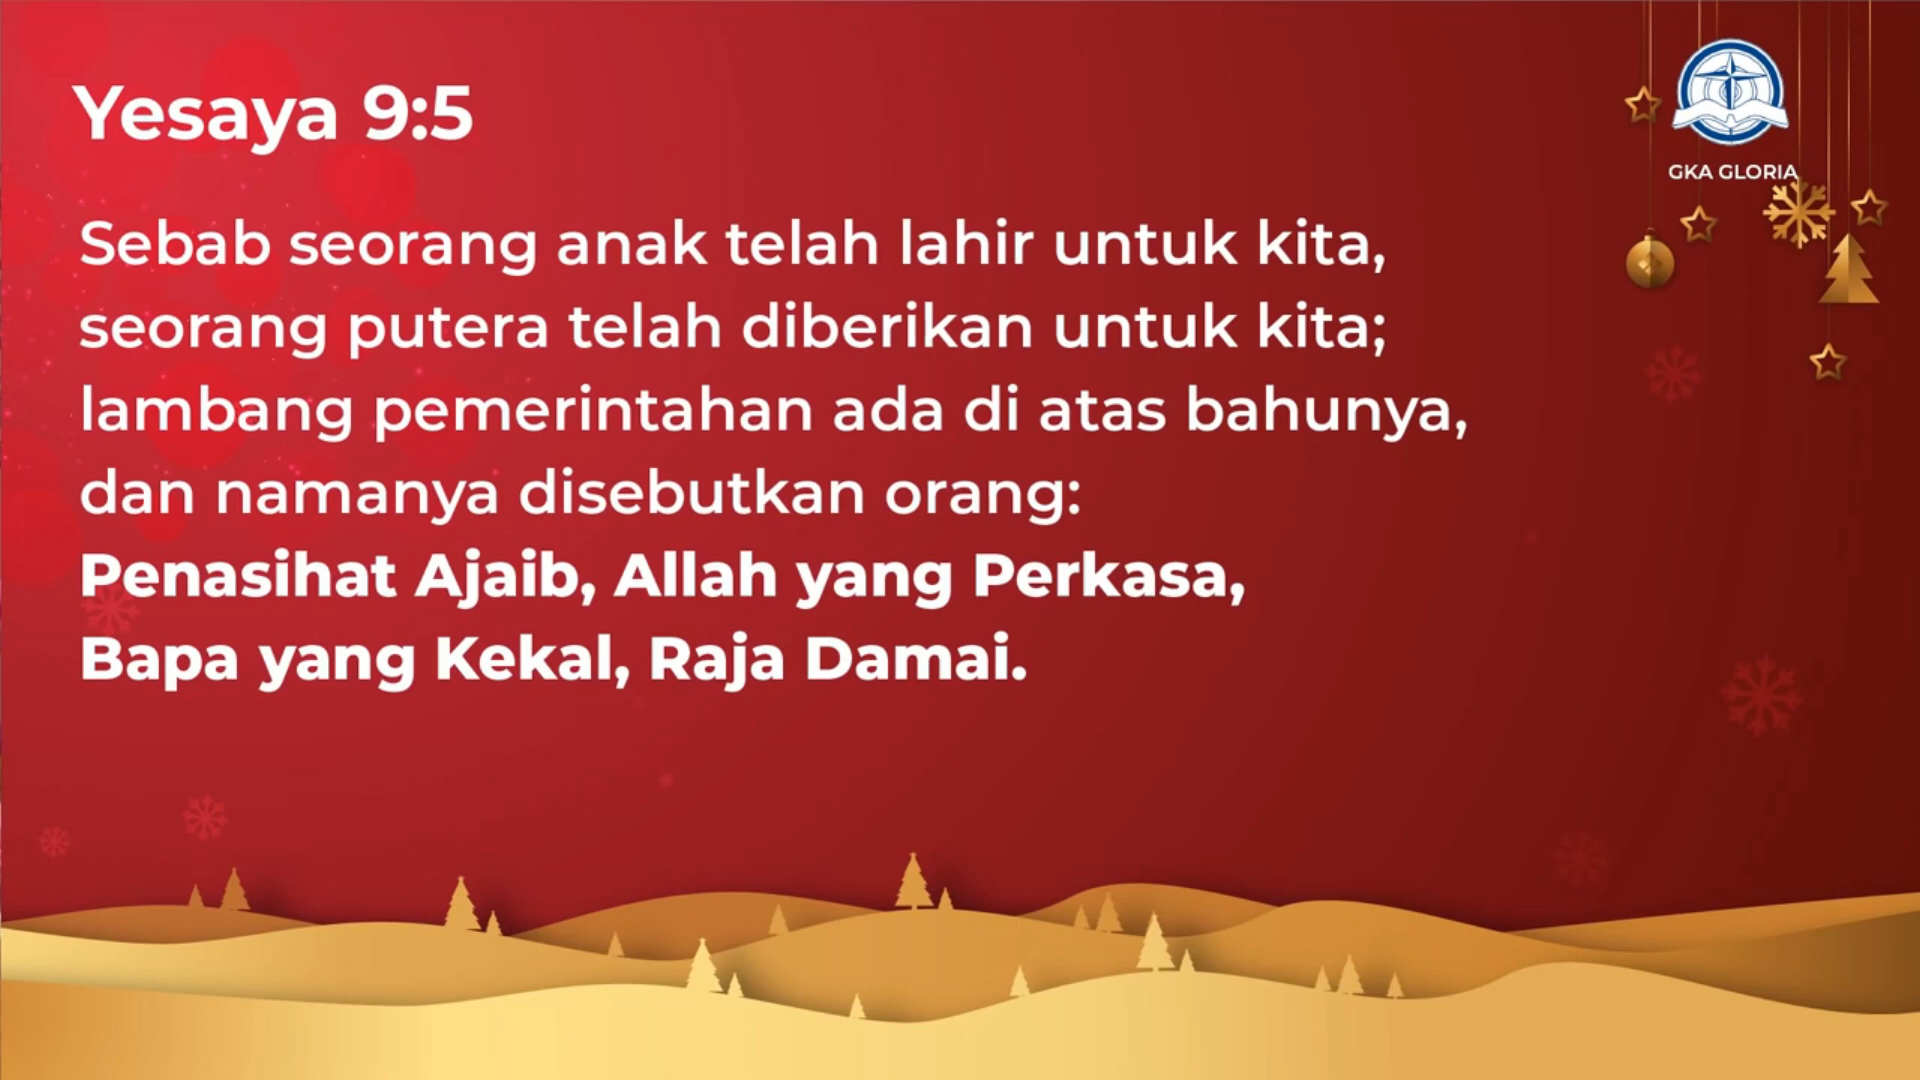 Yesaya 9:5
GKA GLORIA
Sebab seorang anak telah lahir untuk kita,
seorang putera telah diberikan untuk kita;
lambang pemerintahan ada di atas bahunya,
dan namanya disebutkan orang:
Penasihat Ajaib, Allah yang Perkasa,
Bapa yang Kekal, Raja Damai.